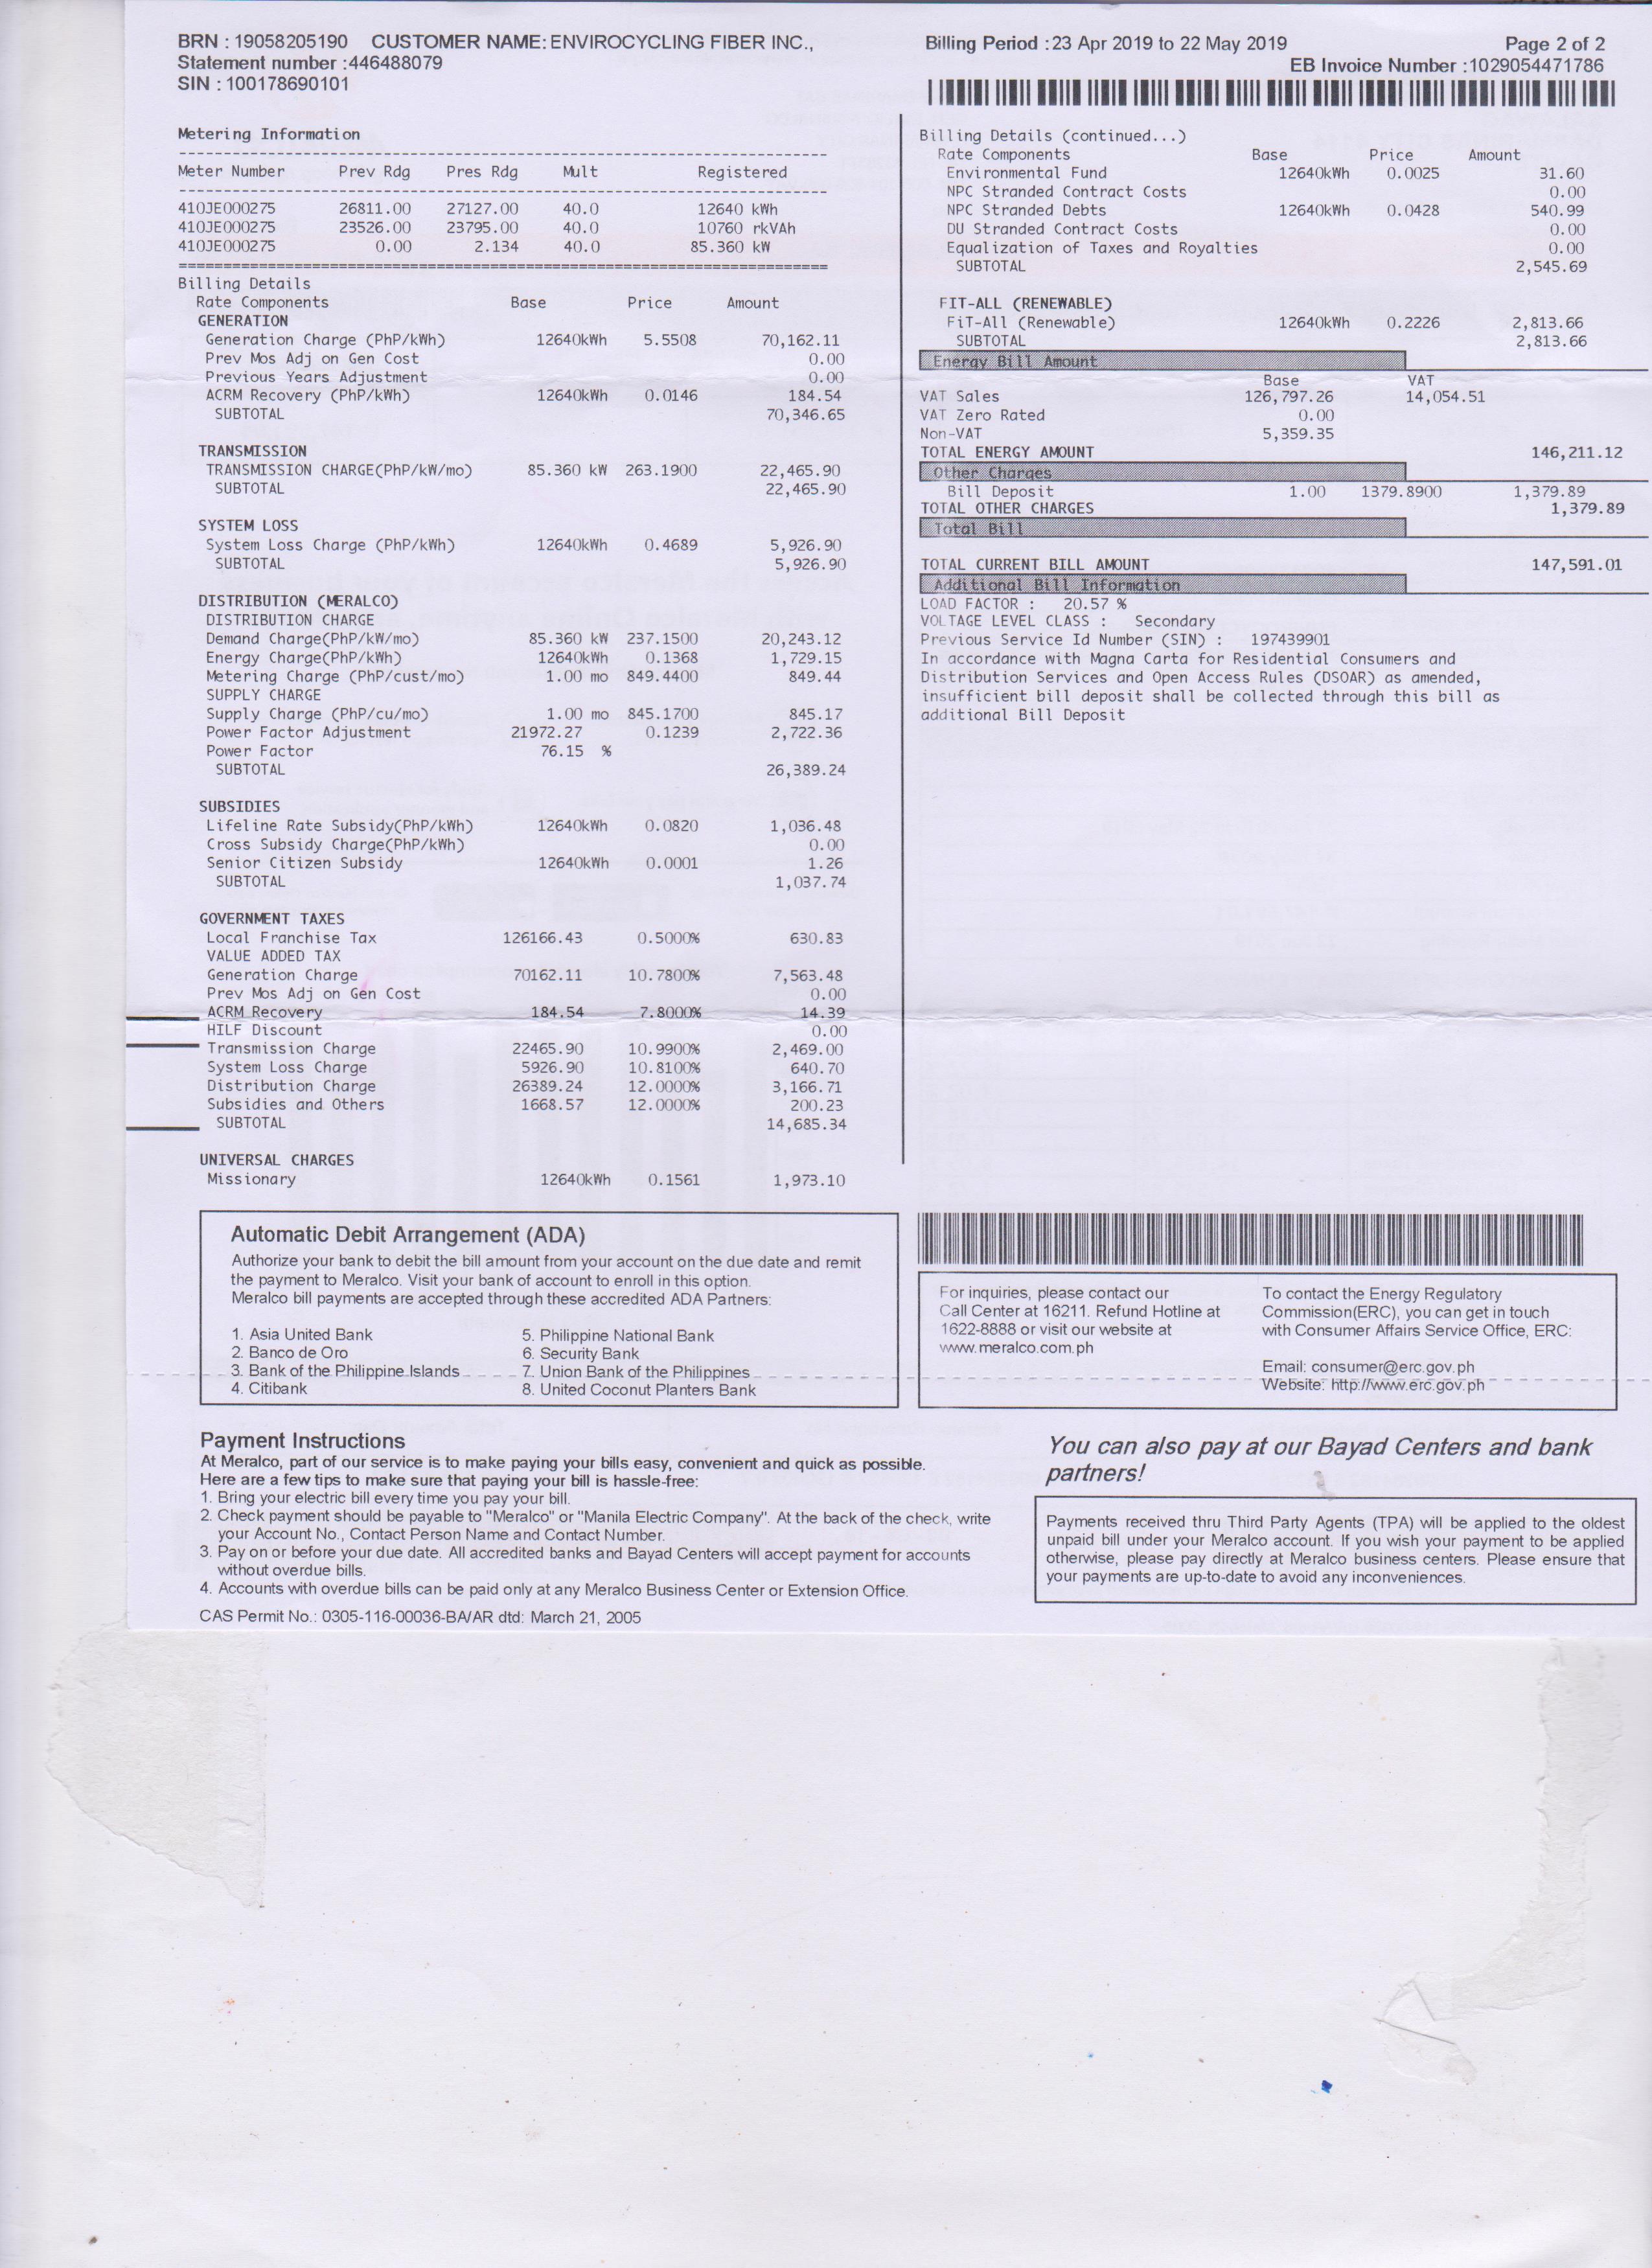 BRN : 19058205190 CUSTOMER NAME: ENVIROCYCLING FIBER INC.,
Statement number :446488079
SIN : 100178690101
Billing Period : 23 Apr 2019 to 22 May 2019 Page 2 of 2
EB Invoice Number : 1029054471786
Metering Information
Meter Number Prev Rdg Pres Rdg Mult Registered
410JE000275 26811.00 27127.00 40.0 12640 kWh
410JE000275 23526.00 23795.00 40.0 10760 rkVAh
410JE000275 0.00 2.134 40.0 85.360 kW
Billing Details
Rate Components Base Price Amount
GENERATION
Generation Charge (PhP/kWh) 12640kWh 5.5508 70,162.11
Prev Mos Adj on Gen Cost 0.00
Previous Years Adjustment 0.00
ACRM Recovery (PhP/kWh) 12640kWh 0.0146 184.54
SUBTOTAL 70,346.65
TRANSMISSION
TRANSMISSION CHARGE(PhP/kW/mo) 85.360 kW 263.1900 22,465.90
SUBTOTAL 22,465.90
SYSTEM LOSS
System Loss Charge (PhP/kWh) 12640kWh 0.4689 5,926.90
SUBTOTAL 5,926.90
DISTRIBUTION (MERALCO)
DISTRIBUTION CHARGE
Demand Charge(PhP/kW/mo) 85.360 kW 237.1500 20,243.12
Energy Charge(PhP/kWh) 12640kWh 0.1368 1,729.15
Metering Charge (PhP/cust/mo) 1.00 mo 849.4400 849.44
SUPPLY CHARGE
Supply Charge (PhP/cu/mo) 1.00 mo 845.1700 845.17
Power Factor Adjustment 21972.27 0.1239 2,722.36
Power Factor 76.15 %
SUBTOTAL 26,389.24
SUBSIDIES
Lifeline Rate Subsidy(PhP/kWh) 12640kWh 0.0820 1,036.48
Cross Subsidy Charge(PhP/kWh) 0.00
Senior Citizen Subsidy 12640kWh 0.0001 1.26
SUBTOTAL 1,037.74
GOVERNMENT TAXES
Local Franchise Tax 126166.43 0.5000% 630.83
VALUE ADDED TAX
Generation Charge 70162.11 10.7800% 7,563.48
Prev Mos Adj on Gen Cost 0.00
ACRM Recovery 184.54 7.8000% 14.39
HILF Discount 0.00
Transmission Charge 22465.90 10.9900% 2,469.00
System Loss Charge 5926.90 10.8100% 640.70
Distribution Charge 26389.24 12.0000% 3,166.71
Subsidies and Others 1668.57 12.0000% 200.23
SUBTOTAL 14,685.34
UNIVERSAL CHARGES
Missionary 12640kWh 0.1561 1,973.10
Billing Details (continued...)
Rate Components Base Price Amount
Environmental Fund 12640kWh 0.0025 31.60
NPC Stranded Contract Costs 0.00
NPC Stranded Debts 12640kWh 0.0428 540.99
DU Stranded Contract Costs 0.00
Equalization of Taxes and Royalties 0.00
SUBTOTAL 2,545.69
FIT-ALL (RENEWABLE)
FiT-All (Renewable) 12640kWh 0.2226 2,813.66
SUBTOTAL 2,813.66
Energy Bill Amount
Base VAT
VAT Sales 126,797.26 14,054.51
VAT Zero Rated 0.00
Non-VAT 5,359.35
TOTAL ENERGY AMOUNT 146,211.12
Other Charges
Bill Deposit 1.00 1379.8900 1,379.89
TOTAL OTHER CHARGES 1,379.89
Total Bill
TOTAL CURRENT BILL AMOUNT 147,591.01
Additional Bill Information
LOAD FACTOR : 20.57 %
VOLTAGE LEVEL CLASS : Secondary
Previous Service Id Number (SIN) : 197439901
In accordance with Magna Carta for Residential Consumers and
Distribution Services and Open Access Rules (DSOAR) as amended,
insufficient bill deposit shall be collected through this bill as
additional Bill Deposit
Automatic Debit Arrangement (ADA)
Authorize your bank to debit the bill amount from your account on the due date and remit
the payment to Meralco. Visit your bank of account to enroll in this option.
Meralco bill payments are accepted through these accredited ADA Partners:
1. Asia United Bank 5. Philippine National Bank
2. Banco de Oro 6. Security Bank
3. Bank of the Philippine Islands 7. Union Bank of the Philippines
4. Citibank 8. United Coconut Planters Bank
For inquiries, please contact our
Call Center at 16211. Refund Hotline at
1622-8888 or visit our website at
www.meralco.com.ph
To contact the Energy Regulatory
Commission(ERC), you can get in touch
with Consumer Affairs Service Office, ERC:
Email: consumer@erc.gov.ph
Website: http://www.erc.gov.ph
Payment Instructions
At Meralco, part of our service is to make paying your bills easy, convenient and quick as possible.
Here are a few tips to make sure that paying your bill is hassle-free:
1. Bring your electric bill every time you pay your bill.
2. Check payment should be payable to "Meralco" or "Manila Electric Company". At the back of the check, write
your Account No., Contact Person Name and Contact Number.
3. Pay on or before your due date. All accredited banks and Bayad Centers will accept payment for accounts
without overdue bills.
4. Accounts with overdue bills can be paid only at any Meralco Business Center or Extension Office.
CAS Permit No.: 0305-116-00036-BA/AR dtd: March 21, 2005
You can also pay at our Bayad Centers and bank
partners!
Payments received thru Third Party Agents (TPA) will be applied to the oldest
unpaid bill under your Meralco account. If you wish your payment to be applied
otherwise, please pay directly at Meralco business centers. Please ensure that
your payments are up-to-date to avoid any inconveniences.